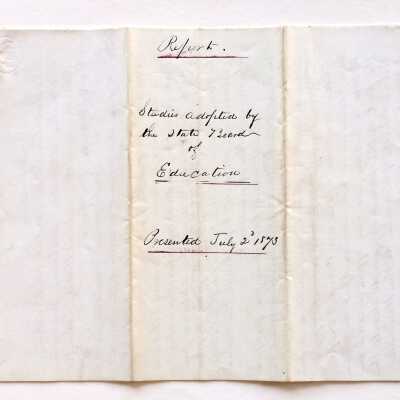 Report.
Studies adopted by
the State Board
of
Education
Presented July 2d 1873